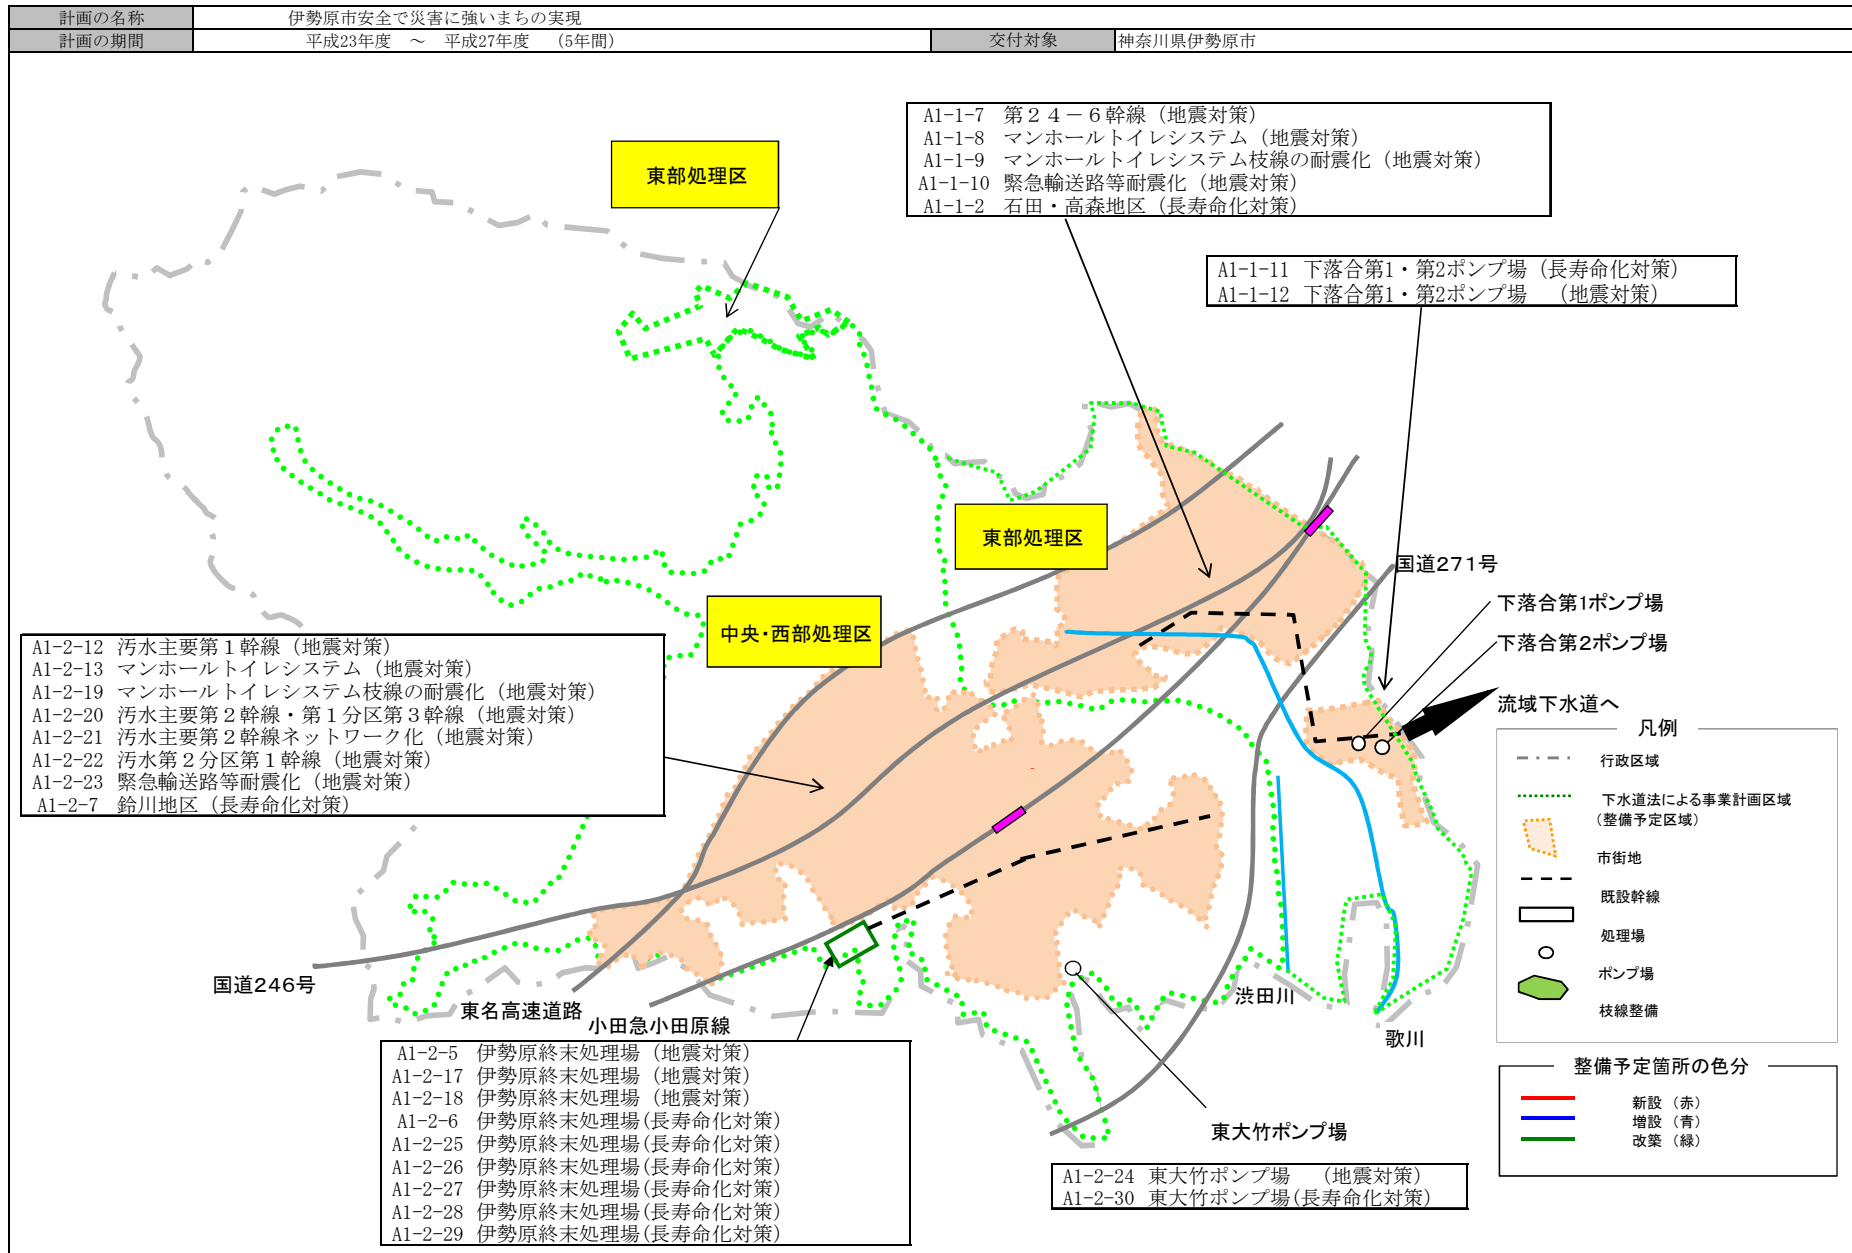 計画の名称 伊勢原市安全で災害に強いまちの実現
計画の期間 平成23年度 ～ 平成27年度 （5年間） 交付対象 神奈川県伊勢原市
A1-1-7 第２４－６幹線（地震対策）
A1-1-8 マンホールトイレシステム（地震対策）
A1-1-9 マンホールトイレシステム枝線の耐震化（地震対策）
A1-1-10 緊急輸送路等耐震化（地震対策）
A1-1-2 石田・高森地区（長寿命化対策）
東部処理区
A1-1-11 下落合第1・第2ポンプ場（長寿命化対策）
A1-1-12 下落合第1・第2ポンプ場 （地震対策）
東部処理区
国道271号
下落合第1ポンプ場
中央・西部処理区
下落合第2ポンプ場
A1-2-12 汚水主要第１幹線（地震対策）
A1-2-13 マンホールトイレシステム（地震対策）
A1-2-19 マンホールトイレシステム枝線の耐震化（地震対策）
A1-2-20 汚水主要第２幹線・第１分区第３幹線（地震対策）
A1-2-21 汚水主要第２幹線ネットワーク化（地震対策）
A1-2-22 汚水第２分区第１幹線（地震対策）
A1-2-23 緊急輸送路等耐震化（地震対策）
A1-2-7 鈴川地区（長寿命化対策）
流域下水道へ
凡例
行政区域
下水道法による事業計画区域
（整備予定区域）
市街地
既設幹線
処理場
ポンプ場
枝線整備
国道246号
東名高速道路
小田急小田原線
渋田川
歌川
A1-2-5 伊勢原終末処理場（地震対策）
A1-2-17 伊勢原終末処理場（地震対策）
A1-2-18 伊勢原終末処理場（地震対策）
A1-2-6 伊勢原終末処理場(長寿命化対策）
A1-2-25 伊勢原終末処理場(長寿命化対策）
A1-2-26 伊勢原終末処理場(長寿命化対策）
A1-2-27 伊勢原終末処理場(長寿命化対策）
A1-2-28 伊勢原終末処理場(長寿命化対策）
A1-2-29 伊勢原終末処理場(長寿命化対策）
整備予定箇所の色分
新設（赤）
増設（青）
改築（緑）
東大竹ポンプ場
A1-2-24 東大竹ポンプ場 （地震対策）
A1-2-30 東大竹ポンプ場(長寿命化対策）